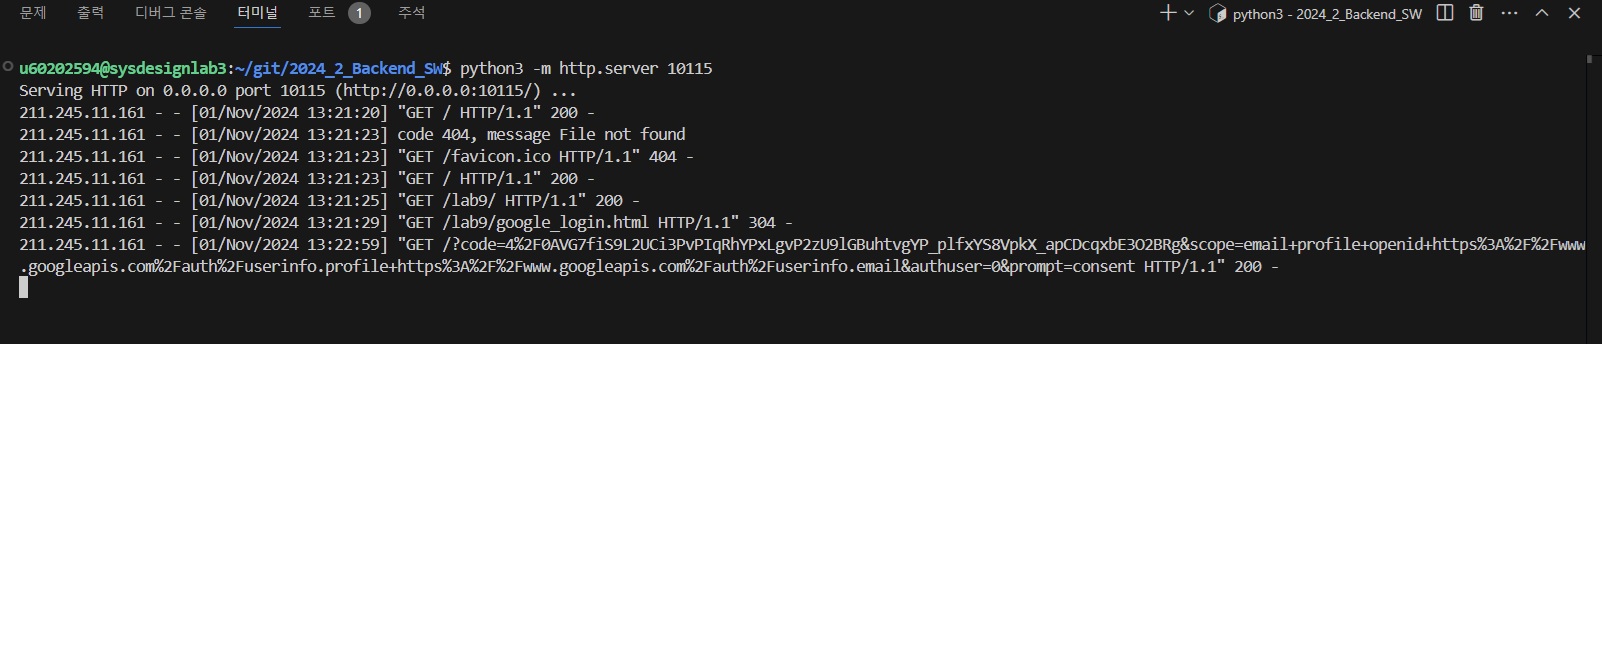 문제 출력 디버그 콘솔 터미널 포트 1 주석 python3 - 2024_2_Backend_SW
u60202594@sysdesignlab3:~/git/2024_2_Backend_SW$ python3 -m http.server 10115
Serving HTTP on 0.0.0.0 port 10115 (http://0.0.0.0:10115/) ...
211.245.11.161 - - [01/Nov/2024 13:21:20] "GET / HTTP/1.1" 200 -
211.245.11.161 - - [01/Nov/2024 13:21:23] code 404, message File not found
211.245.11.161 - - [01/Nov/2024 13:21:23] "GET /favicon.ico HTTP/1.1" 404 -
211.245.11.161 - - [01/Nov/2024 13:21:23] "GET / HTTP/1.1" 200 -
211.245.11.161 - - [01/Nov/2024 13:21:25] "GET /lab9/ HTTP/1.1" 200 -
211.245.11.161 - - [01/Nov/2024 13:21:29] "GET /lab9/google_login.html HTTP/1.1" 304 -
211.245.11.161 - - [01/Nov/2024 13:22:59] "GET /?code=4%2F0AVG7fiS9L2UCi3PvPIqRhYPxLgvP2zU9lGBuhtvgYP_plfxYS8VpkX_apCDcqxbE3O2BRg&scope=email+profile+openid+https%3A%2F%2Fwww
.googleapis.com%2Fauth%2Fuserinfo.profile+https%3A%2F%2Fwww.googleapis.com%2Fauth%2Fuserinfo.email&authuser=0&prompt=consent HTTP/1.1" 200 -